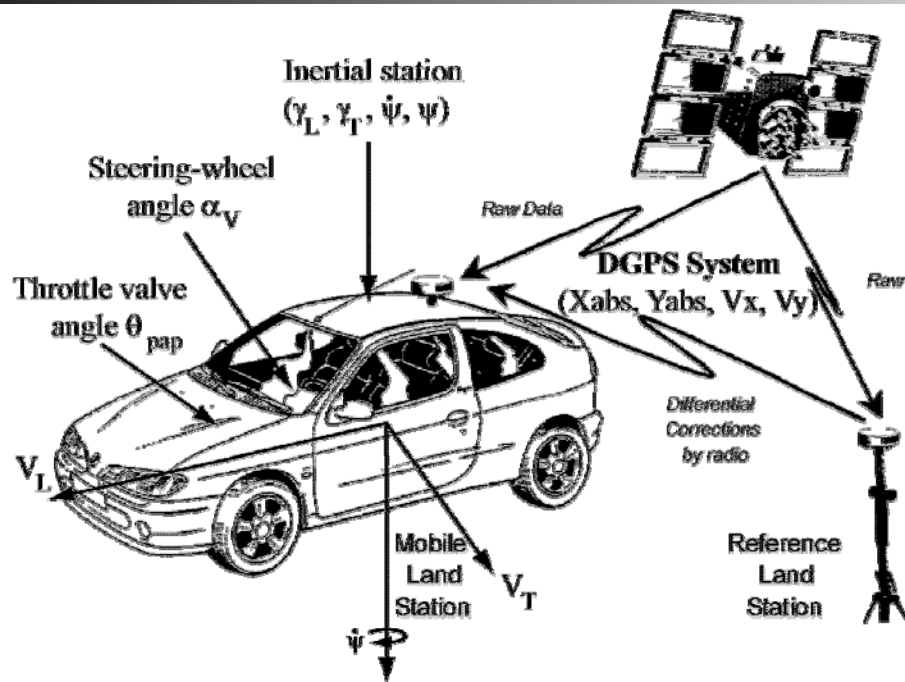 Inertial station
(γL, γT, ψ̇, ψ)
Steering-wheel
angle αV
Throttle valve
angle θpap
Raw Data
DGPS System
(Xabs, Yabs, Vx, Vy)
Raw
Differential
Corrections
by radio
VL
Mobile
Land
Station
VT
ψ̇
Reference
Land
Station